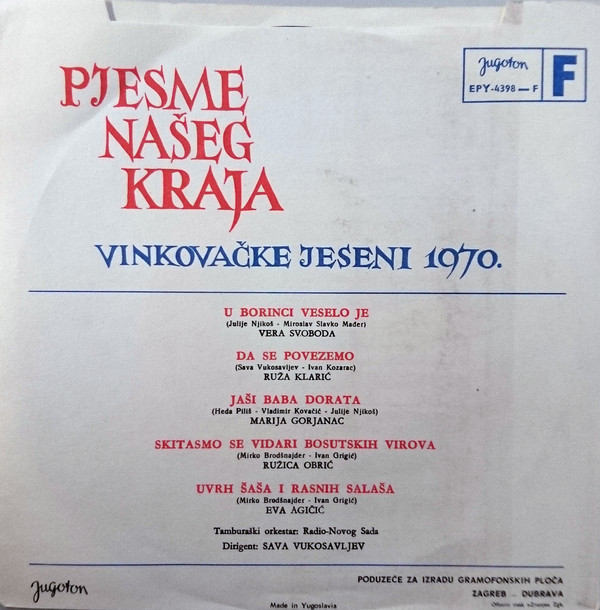 Jugoton
EPY-4398 — F
F
PJESME
NAŠEG
KRAJA
VINKOVAČKE JESENI 1970.
U BORINCI VESELO JE
(Julije Njikoš - Miroslav Slavko Mađer)
VERA SVOBODA
DA SE POVEZEMO
(Sava Vukosavljev - Ivan Kozarac)
RUŽA KLARIĆ
JAŠI BABA DORATA
(Heda Piliš - Vladimir Kovačić - Julije Njikoš)
MARIJA GORJANAC
SKITASMO SE VIDARI BOSUTSKIH VIROVA
(Mirko Brodšnajder - Ivan Grigić)
RUŽICA OBRIĆ
UVRH ŠAŠA I RASNIH SALAŠA
(Mirko Brodšnajder - Ivan Grigić)
EVA AGIČIĆ
Tamburaški orkestar: Radio-Novog Sada
Dirigent: SAVA VUKOSAVLJEV
Jugoton
PODUZEĆE ZA IZRADU GRAMOFONSKIH PLOČA
ZAGREB - DUBRAVA
Made in Yugoslavia